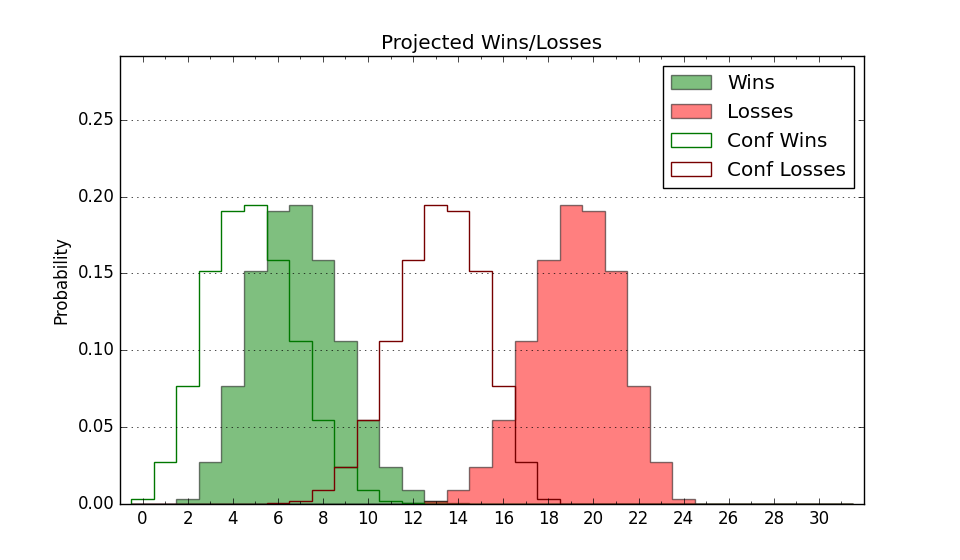 Projected Wins/Losses
Wins
Losses
Conf Wins
Conf Losses
Probability
0.25
0.20
0.15
0.10
0.05
0.00
0 2 4 6 8 10 12 14 16 18 20 22 24 26 28 30